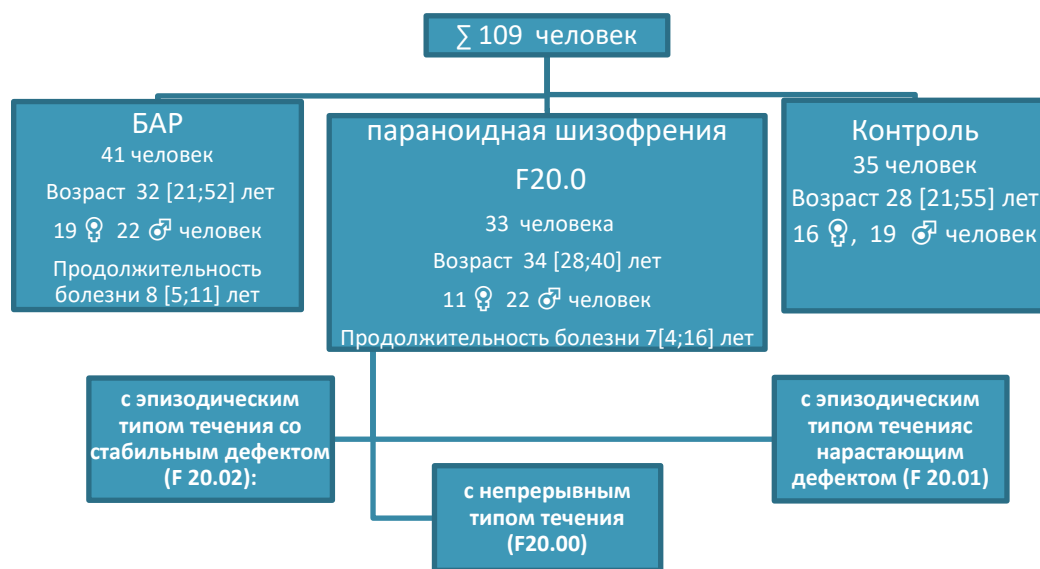 ∑ 109 человек
БАР
41 человек
Возраст 32 [21;52] лет
19 ♀ 22 ♂ человек
Продолжительность
болезни 8 [5;11] лет
параноидная шизофрения
F20.0
33 человека
Возраст 34 [28;40] лет
11 ♀ 22 ♂ человек
Продолжительность болезни 7[4;16] лет
Контроль
35 человек
Возраст 28 [21;55] лет
16 ♀, 19 ♂ человек
с эпизодическим
типом течения со
стабильным дефектом
(F 20.02):
с непрерывным
типом течения
(F20.00)
с эпизодическим
типом теченияс
нарастающим
дефектом (F 20.01)